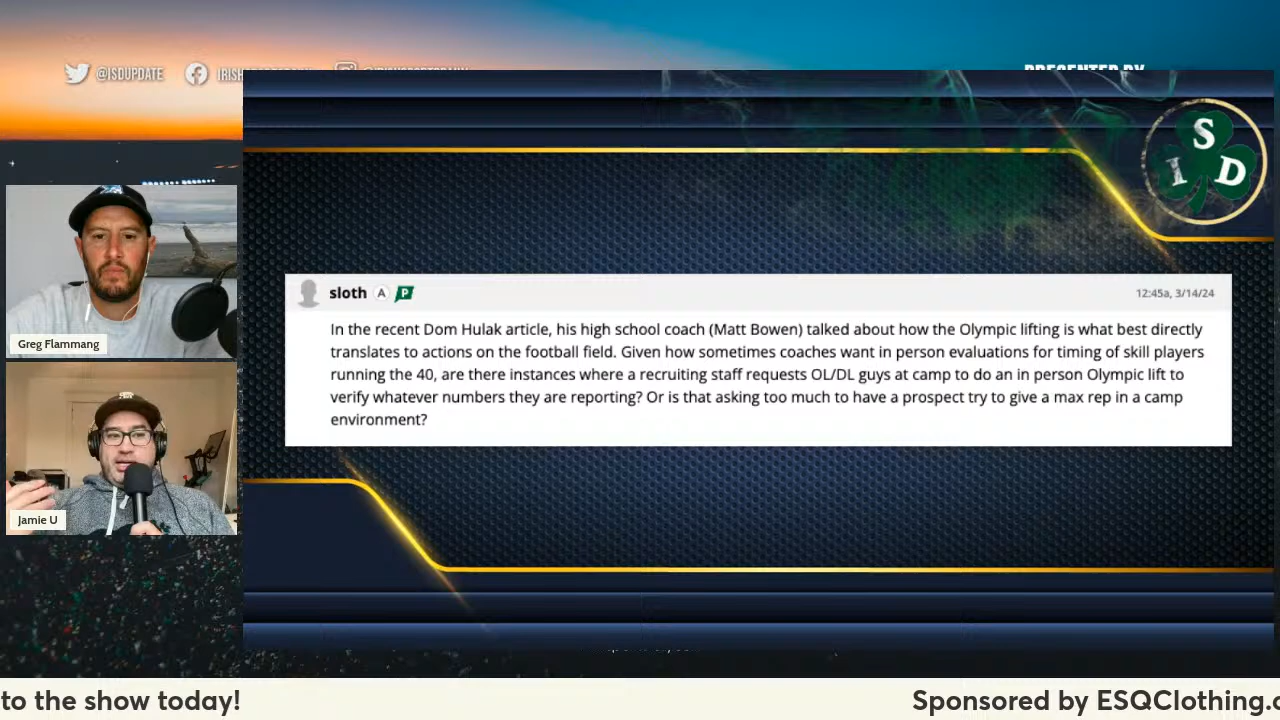 @ISDUPDATE
PRESENTED BY
S
I D
sloth A P 12:45a, 3/14/24
In the recent Dom Hulak article, his high school coach (Matt Bowen) talked about how the Olympic lifting is what best directly
translates to actions on the football field. Given how sometimes coaches want in person evaluations for timing of skill players
running the 40, are there instances where a recruiting staff requests OL/DL guys at camp to do an in person Olympic lift to
verify whatever numbers they are reporting? Or is that asking too much to have a prospect try to give a max rep in a camp
environment?
Greg Flammang
Jamie U
to the show today!
Sponsored by ESQClothing.c